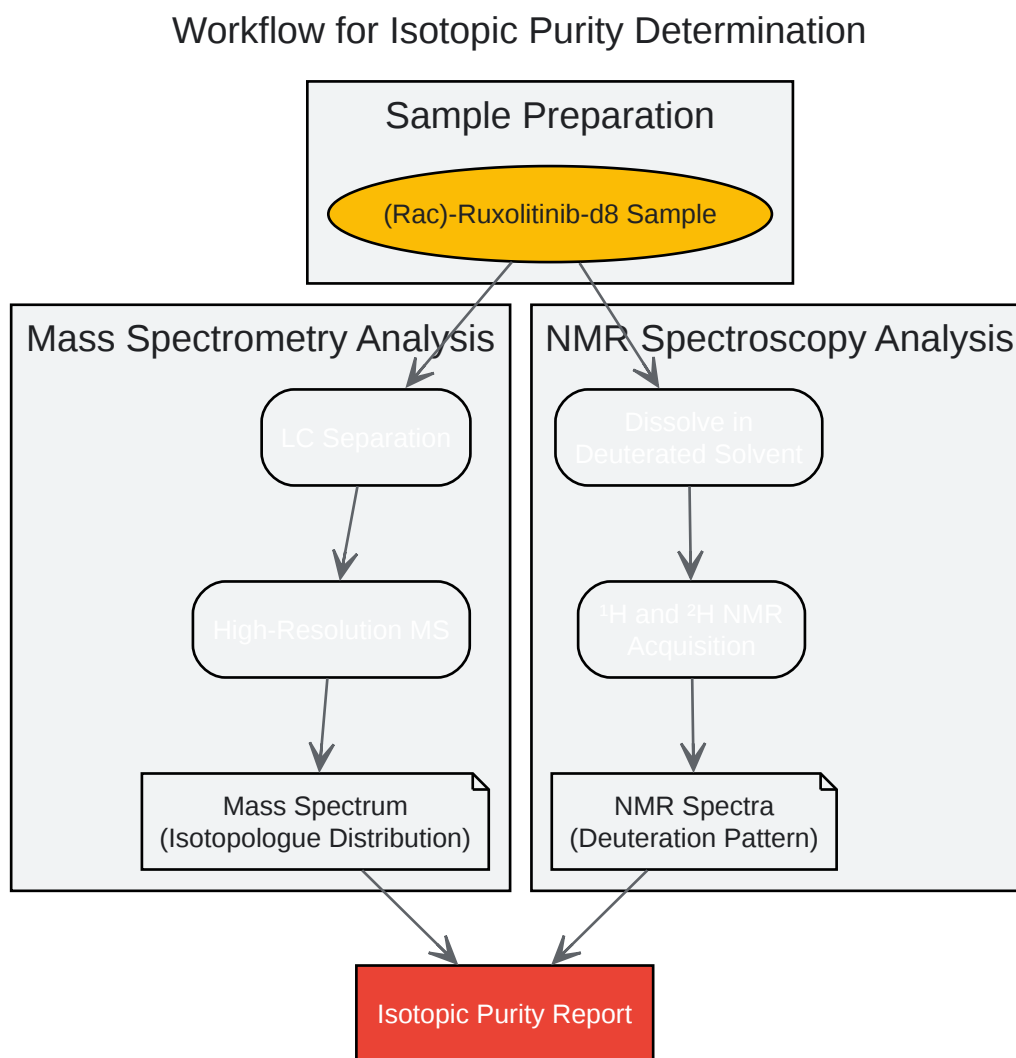 Workflow for Isotopic Purity Determination
Sample Preparation
(Rac)-Ruxolitinib-d8 Sample
Mass Spectrometry Analysis
LC Separation
High-Resolution MS
Mass Spectrum
(Isotopologue Distribution)
NMR Spectroscopy Analysis
Dissolve in
Deuterated Solvent
¹H and ²H NMR
Acquisition
NMR Spectra
(Deuteration Pattern)
Isotopic Purity Report